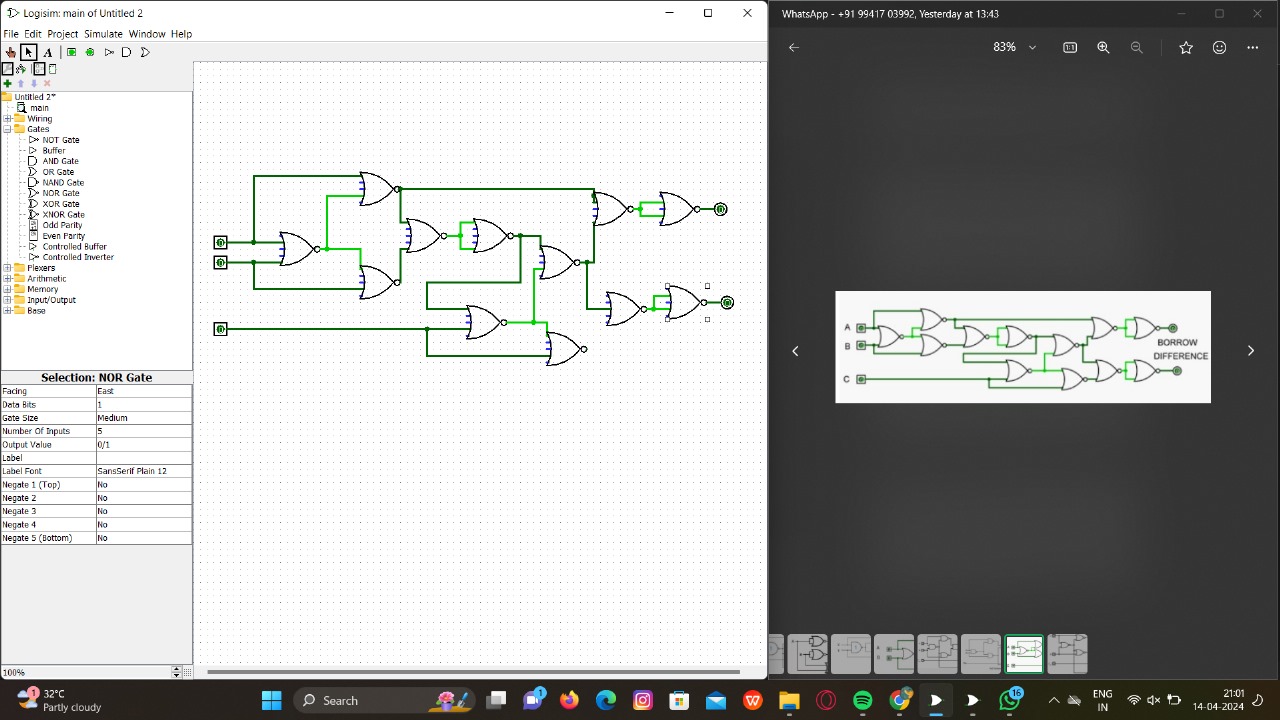 Logisim: main of Untitled 2
File Edit Project Simulate Window Help
A
Untitled 2*
main
Wiring
Gates
NOT Gate
Buffer
AND Gate
OR Gate
NAND Gate
NOR Gate
XOR Gate
XNOR Gate
Odd Parity
Even Parity
Controlled Buffer
Controlled Inverter
Plexers
Arithmetic
Memory
Input/Output
Base
Selection: NOR Gate
Facing East
Data Bits 1
Gate Size Medium
Number Of Inputs 5
Output Value 0/1
Label
Label Font SansSerif Plain 12
Negate 1 (Top) No
Negate 2 No
Negate 3 No
Negate 4 No
Negate 5 (Bottom) No
100%
WhatsApp - +91 99417 03992, Yesterday at 13:43
83%
1:1
A
B
C
BORROW
DIFFERENCE
1
32°C
Partly cloudy
Search
1
16
ENG
IN
21:01
14-04-2024